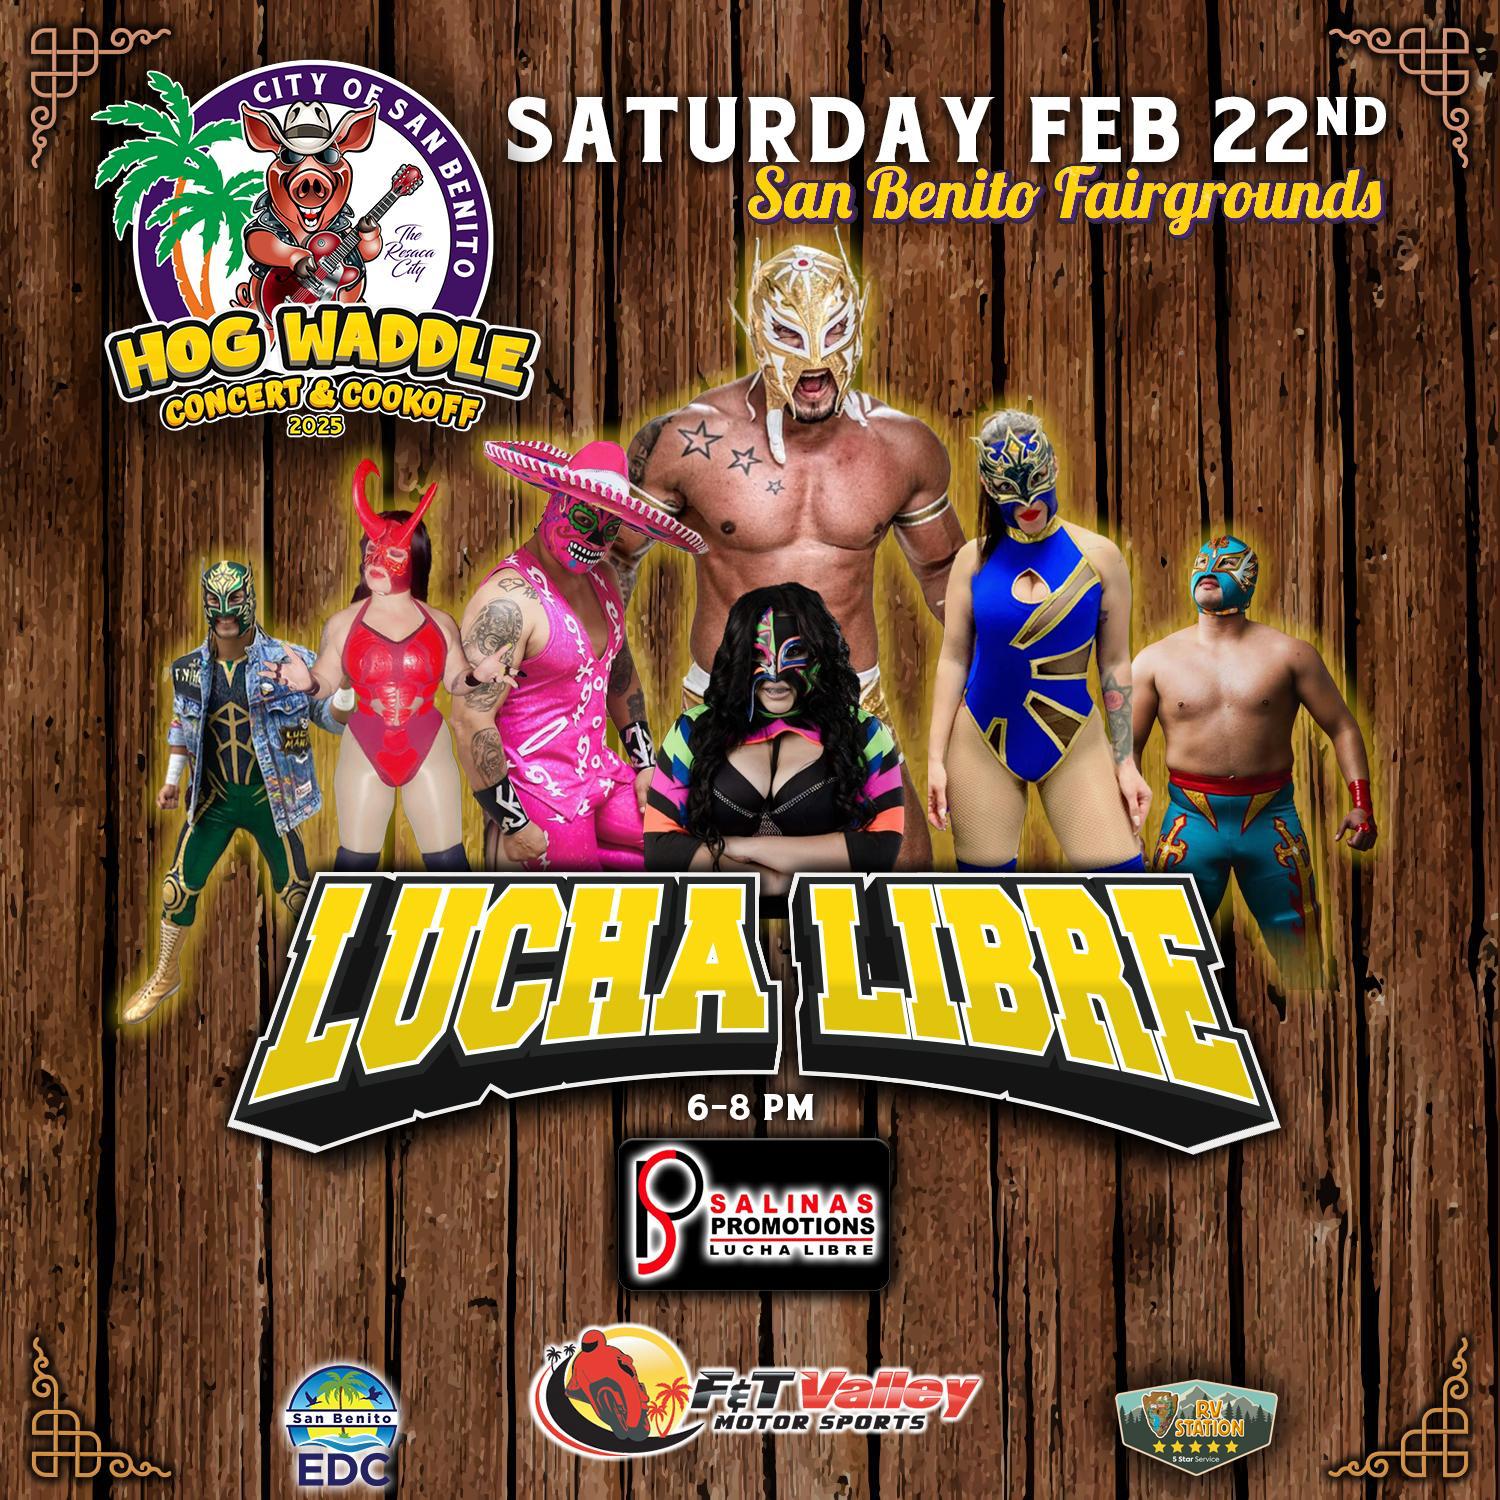 CITY OF SAN BENITO
The
Resaca
City
HOG WADDLE
CONCERT & COOKOFF
2025
SATURDAY FEB 22ND
San Benito Fairgrounds
LUCHA LIBRE
6-8 PM
SALINAS
PROMOTIONS
LUCHA LIBRE
San Benito
EDC
F&T Valley
MOTOR SPORTS
RV
STATION
5 Star Service